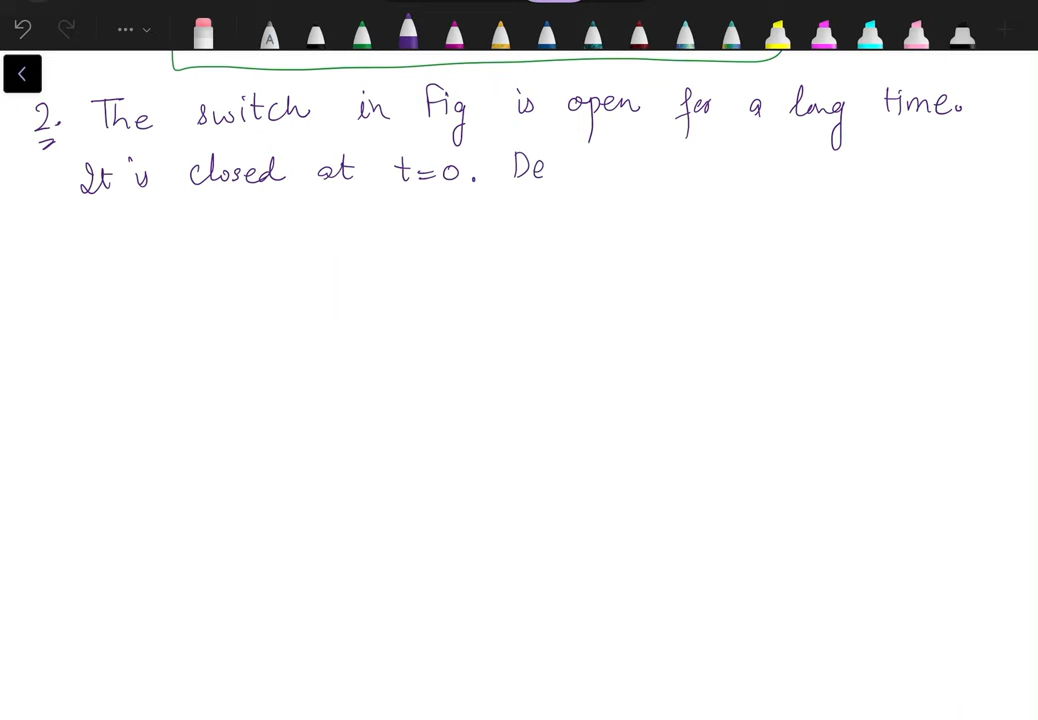 A
2. The switch in Fig is open for a long time.
It is closed at t=0. De